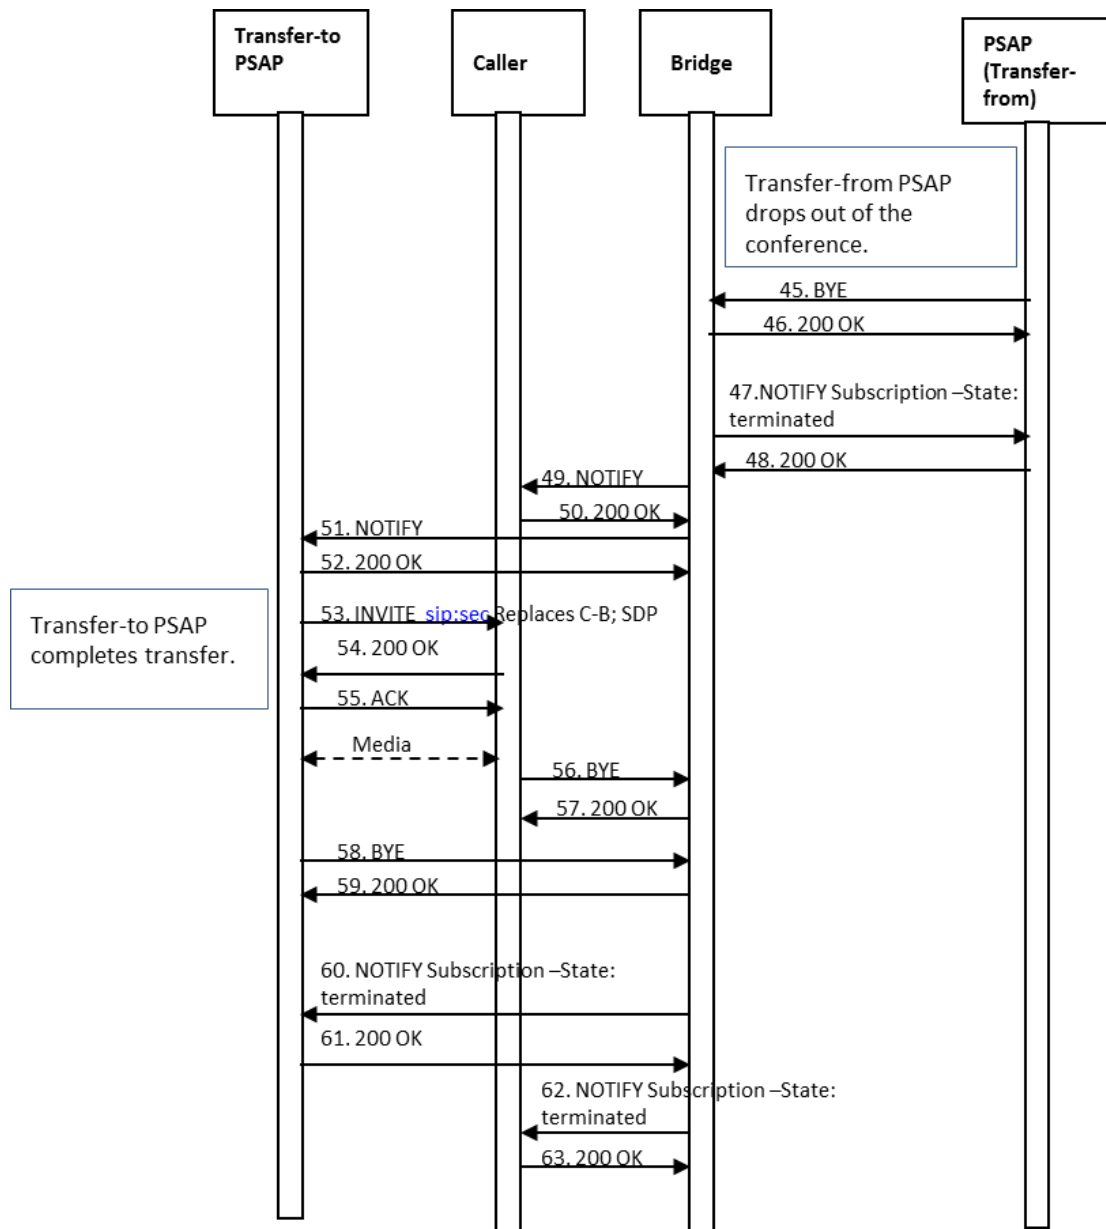 Transfer-to
PSAP
Caller
Bridge
PSAP
(Transfer-
from)
Transfer-from PSAP
drops out of the
conference.
45. BYE
46. 200 OK
47.NOTIFY Subscription –State:
terminated
48. 200 OK
49. NOTIFY
50. 200 OK
51. NOTIFY
52. 200 OK
Transfer-to PSAP
completes transfer.
53. INVITE sip:sec Replaces C-B; SDP
54. 200 OK
55. ACK
Media
56. BYE
57. 200 OK
58. BYE
59. 200 OK
60. NOTIFY Subscription –State:
terminated
61. 200 OK
62. NOTIFY Subscription –State:
terminated
63. 200 OK